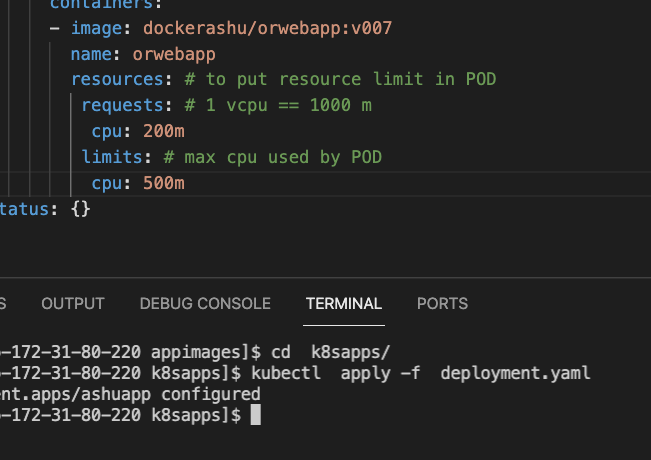 containers:
- image: dockerashu/orwebapp:v007
name: orwebapp
resources: # to put resource limit in POD
requests: # 1 vcpu == 1000 m
cpu: 200m
limits: # max cpu used by POD
cpu: 500m
tatus: {}
S OUTPUT DEBUG CONSOLE TERMINAL PORTS
-172-31-80-220 appimages]$ cd k8sapps/
-172-31-80-220 k8sapps]$ kubectl apply -f deployment.yaml
ent.apps/ashuapp configured
-172-31-80-220 k8sapps]$